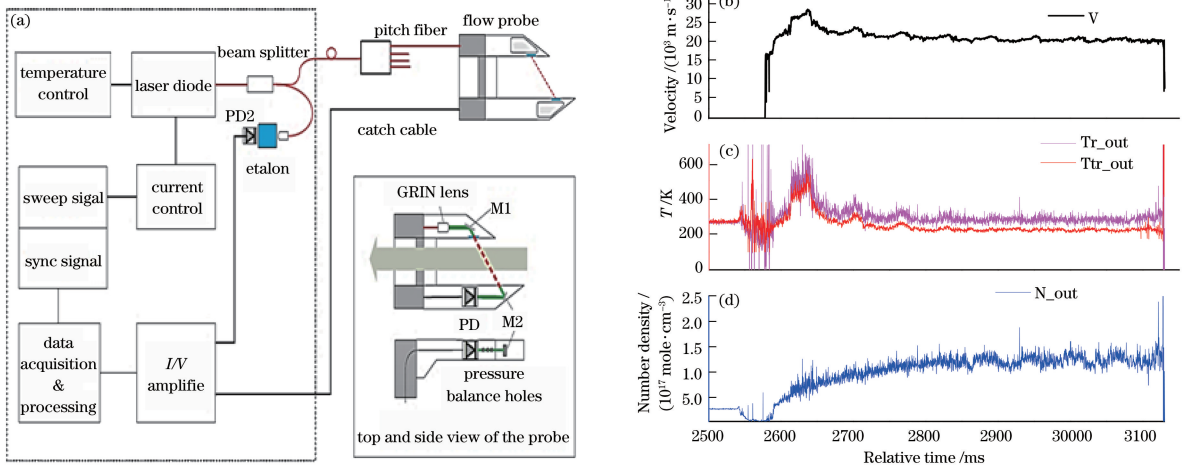 (a)
flow probe
pitch fiber
beam splitter
temperature
control
laser diode
PD2
catch cable
etalon
sweep sigal
current
control
sync signal
data
acquisition
&
processing
I/V
amplifie
GRIN lens
M1
PD
M2
pressure
balance holes
top and side view of the probe
(b)
V
Velocity /(10³ m·s⁻¹)
30
25
20
15
10
5
0
(c)
Tr_out
Ttr_out
T/K
600
400
200
0
(d)
N_out
Number density /
(10¹⁷ mole·cm⁻³)
2.5
2.0
1.5
1.0
5.0
2500 2600 2700 2800 2900 30000 3100
Relative time /ms